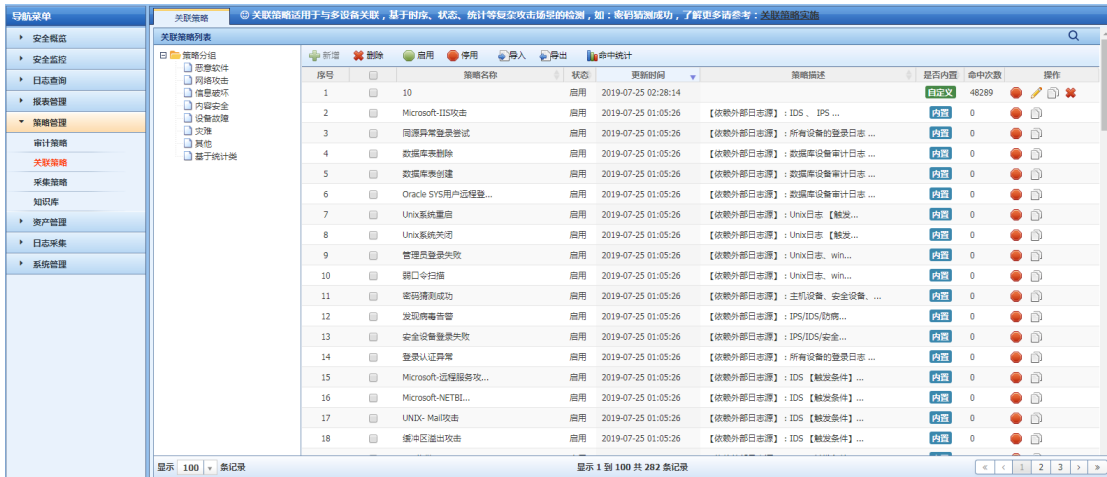 导航菜单
安全概览
安全监控
日志查询
报表管理
策略管理
审计策略
关联策略
采集策略
知识库
资产管理
日志采集
系统管理
关联策略 关联策略适用于与多设备关联，基于时序、状态、统计等复杂攻击场景的检测，如：密码猜测成功，了解更多请参考：关联策略实施
关联策略列表
策略分组
恶意软件
网络攻击
信息破坏
内容安全
设备故障
灾难
其他
基于统计类
新增 删除 启用 停用 导入 导出 命中统计
序号 策略名称 状态 更新时间 策略描述 是否内置 命中次数 操作
1 10 启用 2019-07-25 02:28:14 自定义 48289
2 Microsoft-IIS攻击 启用 2019-07-25 01:05:26 【依赖外部日志源】：IDS 、 IPS ... 内置 0
3 同源异常登录尝试 启用 2019-07-25 01:05:26 【依赖外部日志源】：所有设备的登录日志 ... 内置 0
4 数据库表删除 启用 2019-07-25 01:05:26 【依赖外部日志源】：数据库设备审计日志 ... 内置 0
5 数据库表创建 启用 2019-07-25 01:05:26 【依赖外部日志源】：数据库设备审计日志 ... 内置 0
6 Oracle SYS用户远程登... 启用 2019-07-25 01:05:26 【依赖外部日志源】：数据库设备审计日志 ... 内置 0
7 Unix系统重启 启用 2019-07-25 01:05:26 【依赖外部日志源】：Unix日志 【触发... 内置 0
8 Unix系统关闭 启用 2019-07-25 01:05:26 【依赖外部日志源】：Unix日志 【触发... 内置 0
9 管理员登录失败 启用 2019-07-25 01:05:26 【依赖外部日志源】：Unix日志、win... 内置 0
10 弱口令扫描 启用 2019-07-25 01:05:26 【依赖外部日志源】：Unix日志、win... 内置 0
11 密码猜测成功 启用 2019-07-25 01:05:26 【依赖外部日志源】：主机设备、安全设备、... 内置 0
12 发现病毒告警 启用 2019-07-25 01:05:26 【依赖外部日志源】：IPS/IDS/防病... 内置 0
13 安全设备登录失败 启用 2019-07-25 01:05:26 【依赖外部日志源】：IPS/IDS/安全... 内置 0
14 登录认证异常 启用 2019-07-25 01:05:26 【依赖外部日志源】：所有设备的登录日志 ... 内置 0
15 Microsoft-远程服务攻... 启用 2019-07-25 01:05:26 【依赖外部日志源】：IDS 【触发条件】... 内置 0
16 Microsoft-NETBI... 启用 2019-07-25 01:05:26 【依赖外部日志源】：IDS 【触发条件】... 内置 0
17 UNIX- Mail攻击 启用 2019-07-25 01:05:26 【依赖外部日志源】：IDS 【触发条件】... 内置 0
18 缓冲区溢出攻击 启用 2019-07-25 01:05:26 【依赖外部日志源】：IDS 【触发条件】... 内置 0
显示 100 条记录 显示 1 到 100 共 282 条记录 « < 1 2 3 > »